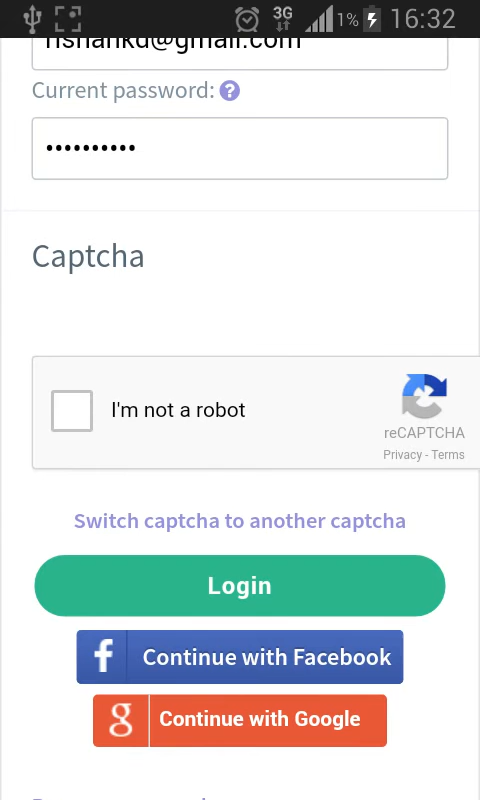 3G 1% 16:32
Current password: ?
Captcha
I'm not a robot
reCAPTCHA
Privacy - Terms
Switch captcha to another captcha
Login
f Continue with Facebook
g Continue with Google